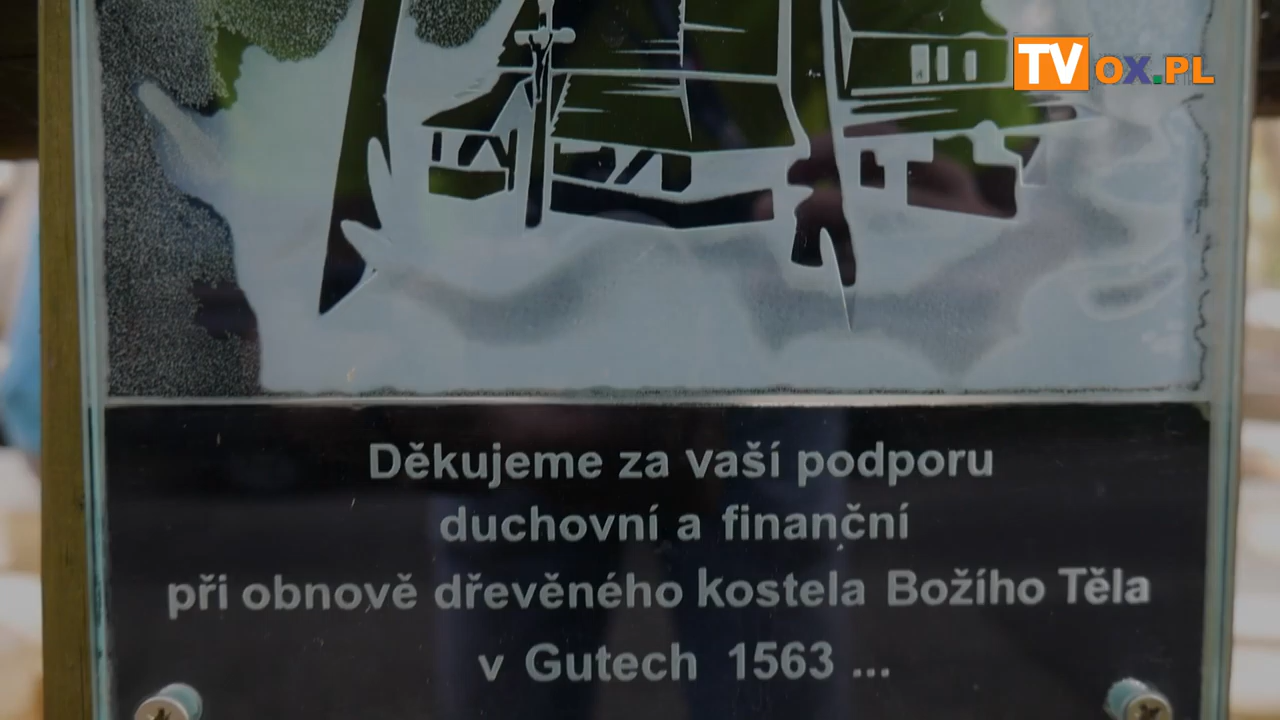 TVOX.PL
Děkujeme za vaší podporu
duchovní a finanční
při obnově dřevěného kostela Božího Těla
v Gutech 1563 ...